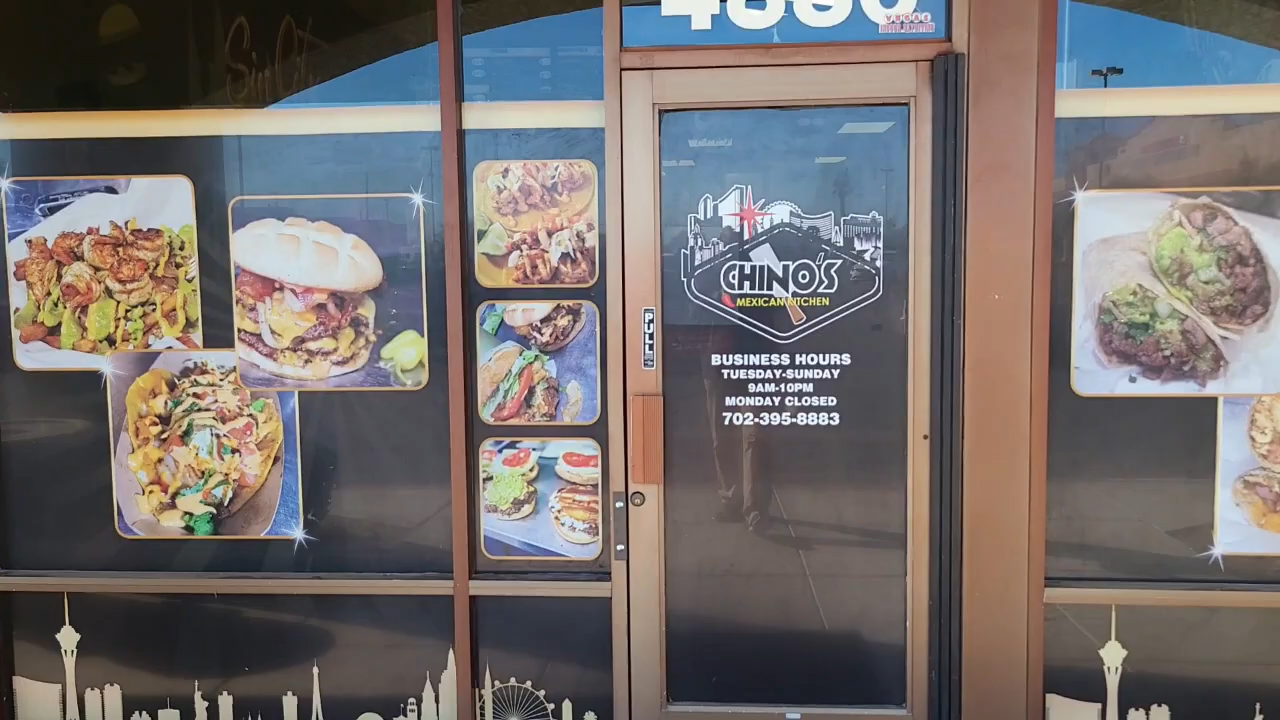 CHINO'S
MEXICAN KITCHEN
PULL
BUSINESS HOURS
TUESDAY-SUNDAY
9AM-10PM
MONDAY CLOSED
702-395-8883